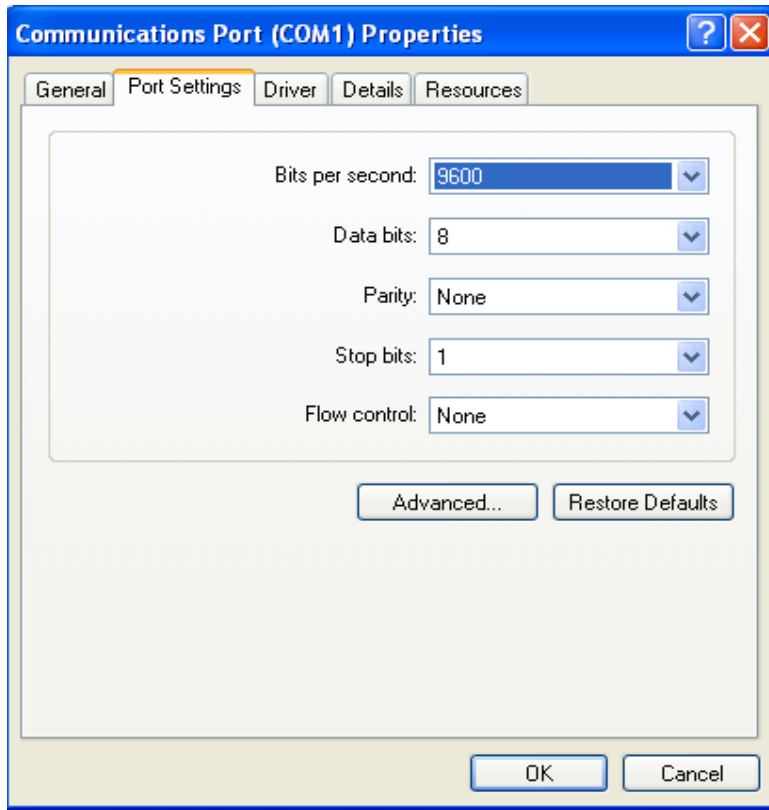 Communications Port (COM1) Properties
General Port Settings Driver Details Resources
Bits per second: 9600
Data bits: 8
Parity: None
Stop bits: 1
Flow control: None
Advanced... Restore Defaults
OK Cancel